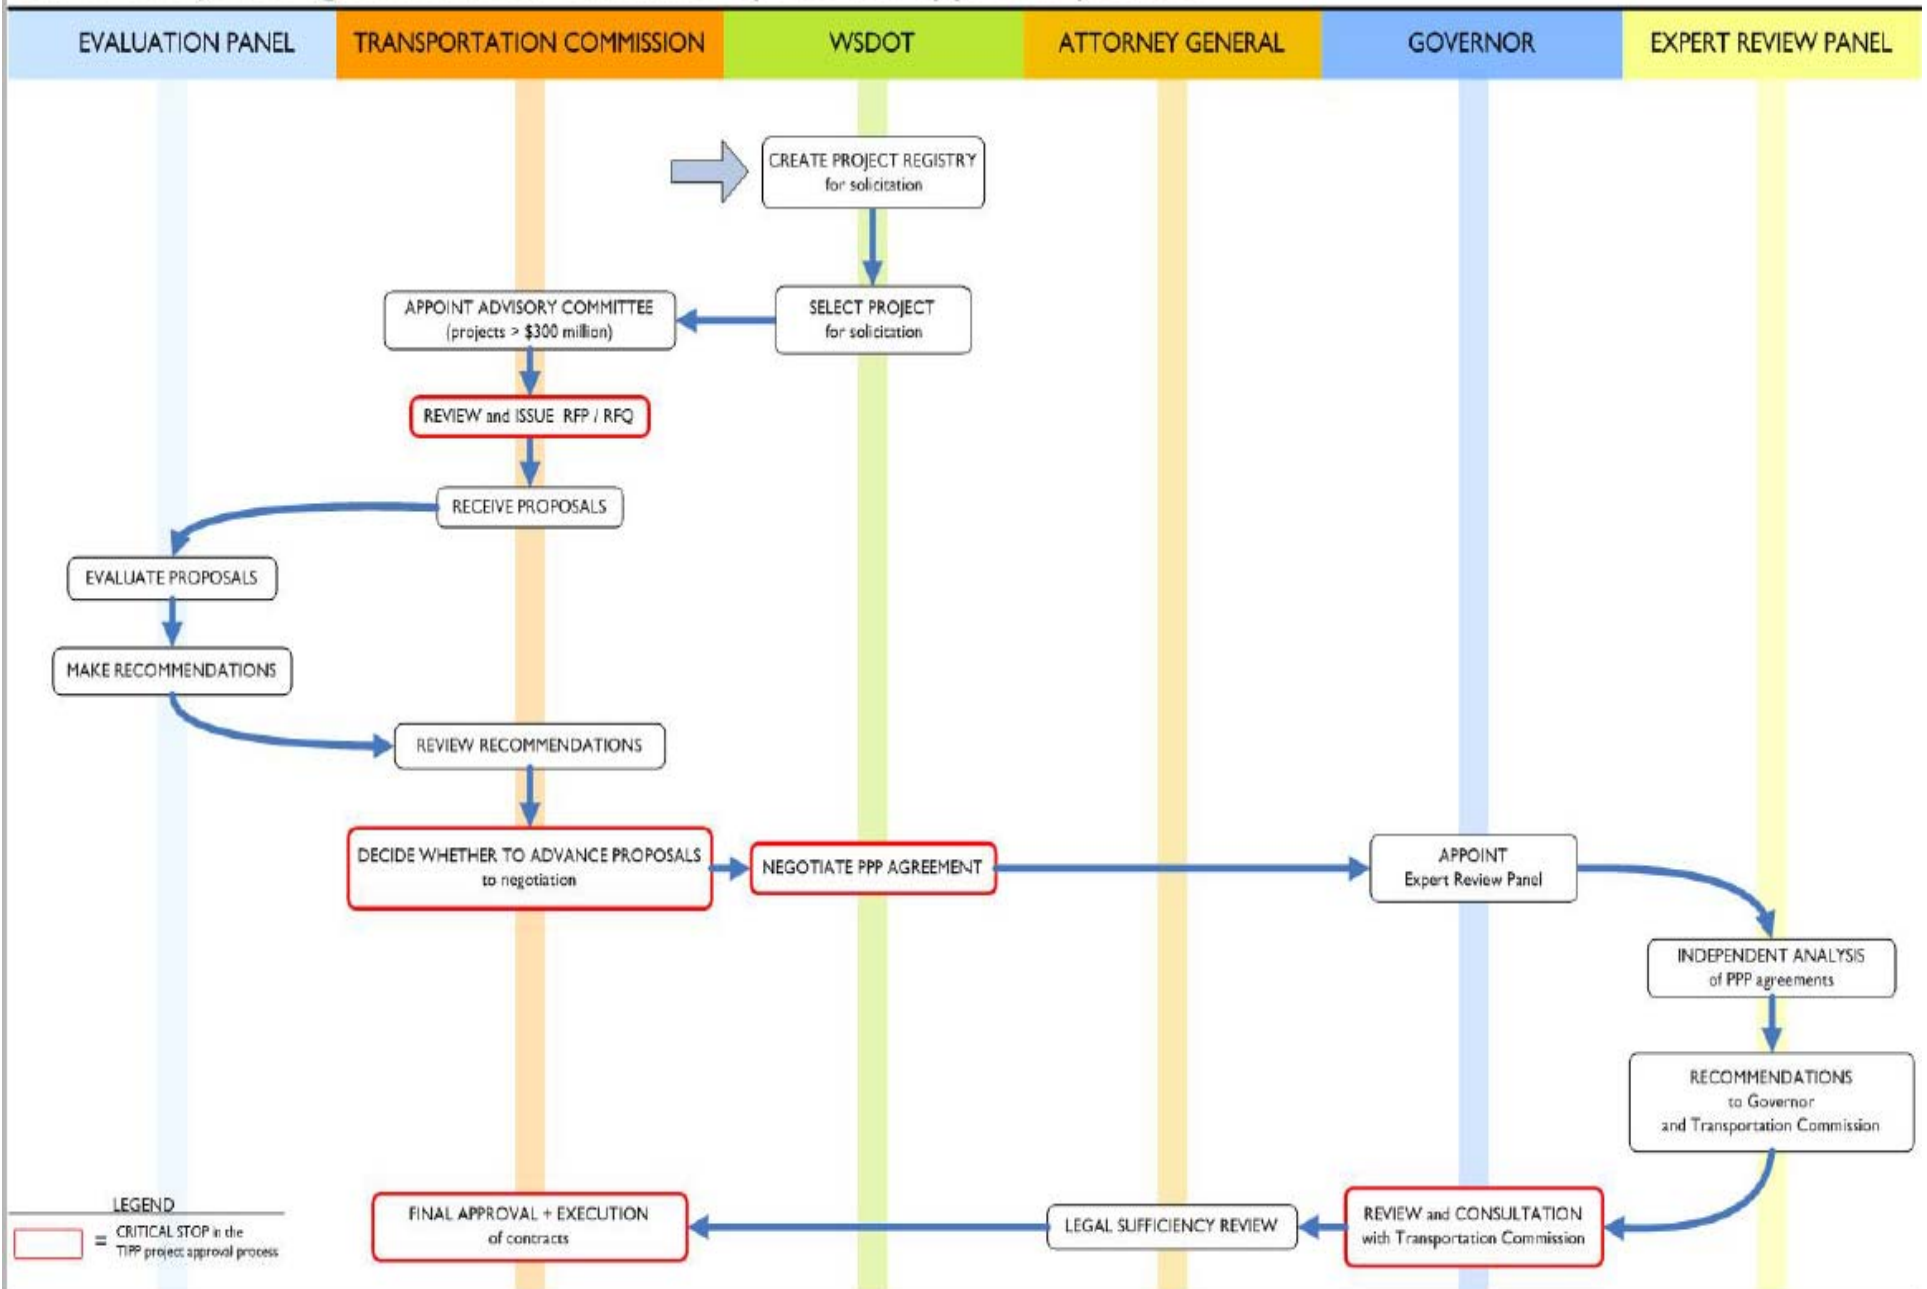 EVALUATION PANEL
TRANSPORTATION COMMISSION
WSDOT
ATTORNEY GENERAL
GOVERNOR
EXPERT REVIEW PANEL
CREATE PROJECT REGISTRY
for solicitation
APPOINT ADVISORY COMMITTEE
(projects > $300 million)
SELECT PROJECT
for solicitation
REVIEW and ISSUE RFP / RFQ
RECEIVE PROPOSALS
EVALUATE PROPOSALS
MAKE RECOMMENDATIONS
REVIEW RECOMMENDATIONS
DECIDE WHETHER TO ADVANCE PROPOSALS
to negotiation
NEGOTIATE PPP AGREEMENT
APPOINT
Expert Review Panel
INDEPENDENT ANALYSIS
of PPP agreements
RECOMMENDATIONS
to Governor
and Transportation Commission
REVIEW and CONSULTATION
with Transportation Commission
LEGAL SUFFICIENCY REVIEW
FINAL APPROVAL + EXECUTION
of contracts
LEGEND
= CRITICAL STOP in the
TIPP project approval process